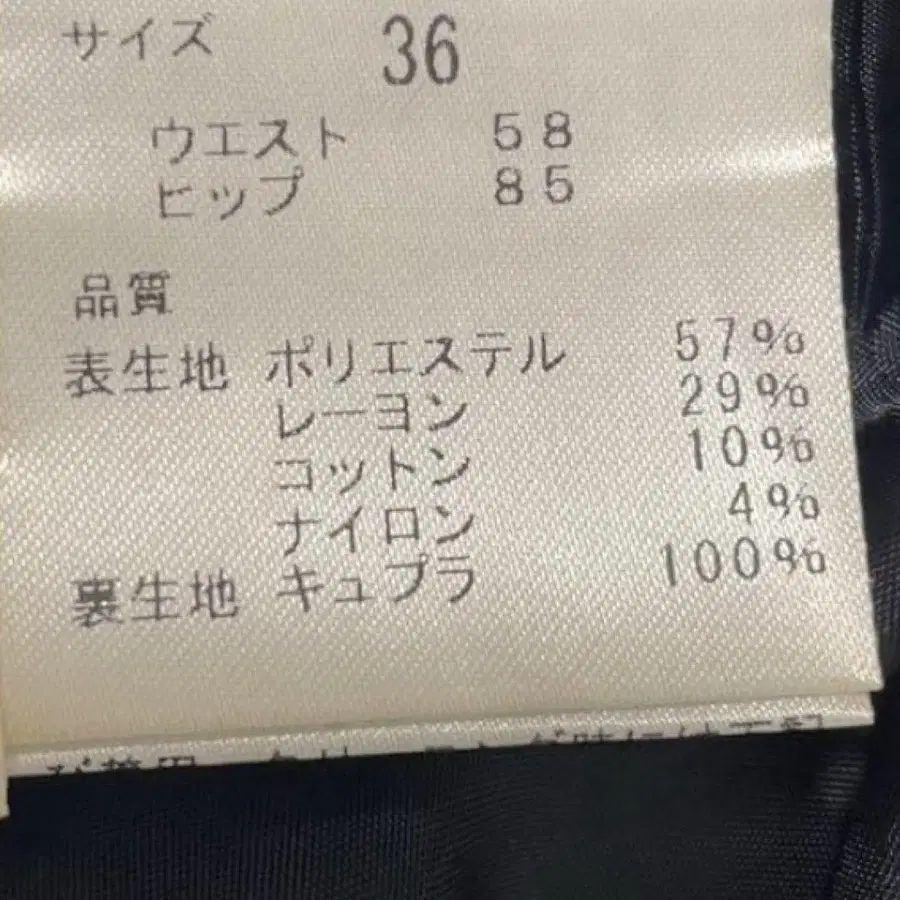 サイズ 36
ウエスト 58
ヒップ 85
品質
表生地 ポリエステル 57%
レーヨン 29%
コットン 10%
ナイロン 4%
裏生地 キュプラ 100%